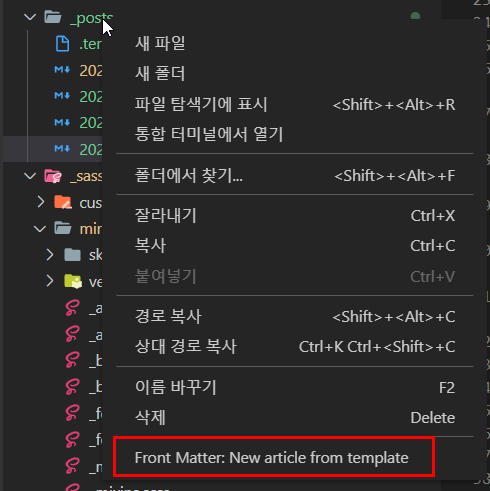 _posts
새 파일
.ter
새 폴더
202
파일 탐색기에 표시 <Shift>+<Alt>+R
202
통합 터미널에서 열기
202
202
폴더에서 찾기... <Shift>+<Alt>+F
_sass
cus
잘라내기 Ctrl+X
min
복사 Ctrl+C
sk
붙여넣기 Ctrl+V
ve
_a
경로 복사 <Shift>+<Alt>+C
_a
상대 경로 복사 Ctrl+K Ctrl+<Shift>+C
_b
_b
이름 바꾸기 F2
_fo
삭제 Delete
_fo
Front Matter: New article from template
_m